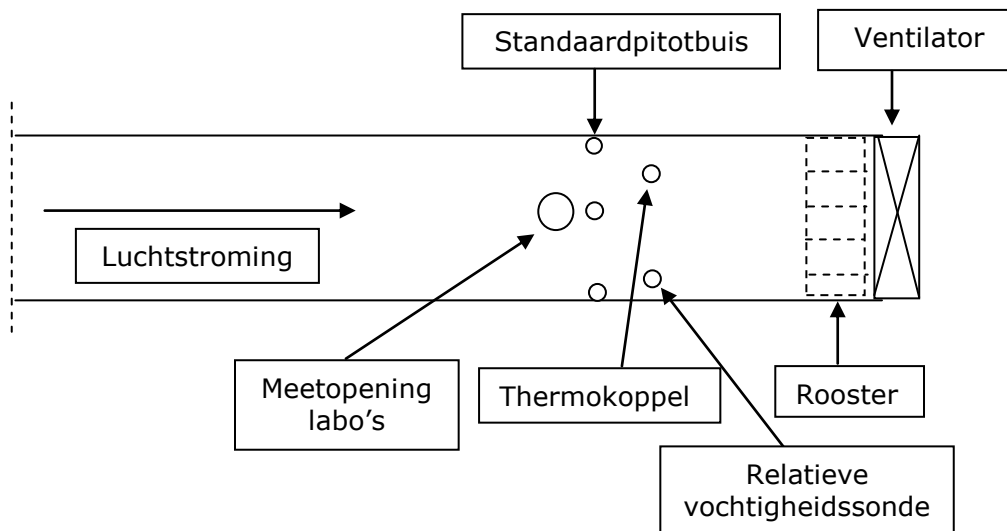 Standaardpitotbuis
Ventilator
Luchtstroming
Meetopening
labo's
Thermokoppel
Rooster
Relatieve
vochtigheidssonde